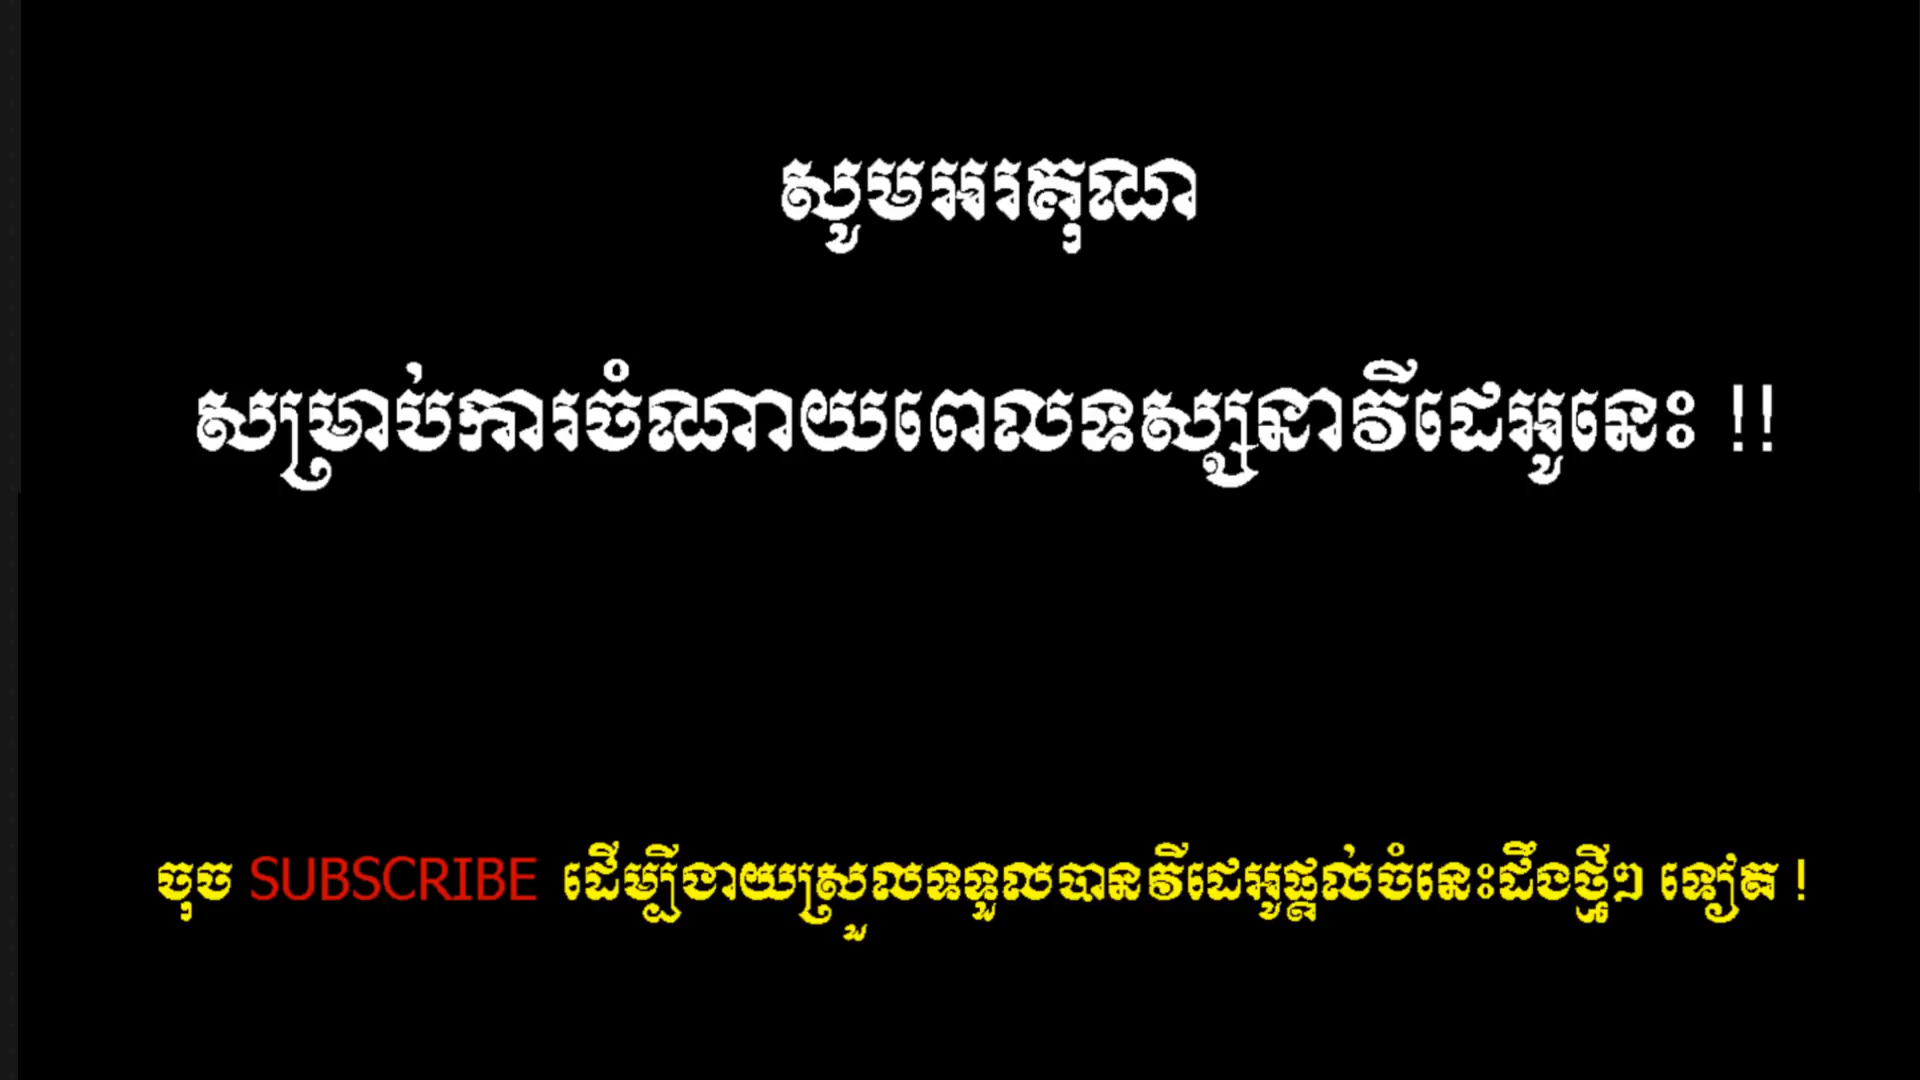 សូមអរគុណ
សម្រាប់ការចំណាយពេលទស្សនាវីដេអូនេះ !!
ចុច SUBSCRIBE ដើម្បីងាយស្រួលទទួលបានវីដេអូផ្ដល់ចំនេះដឹងថ្មីៗ ទៀត !